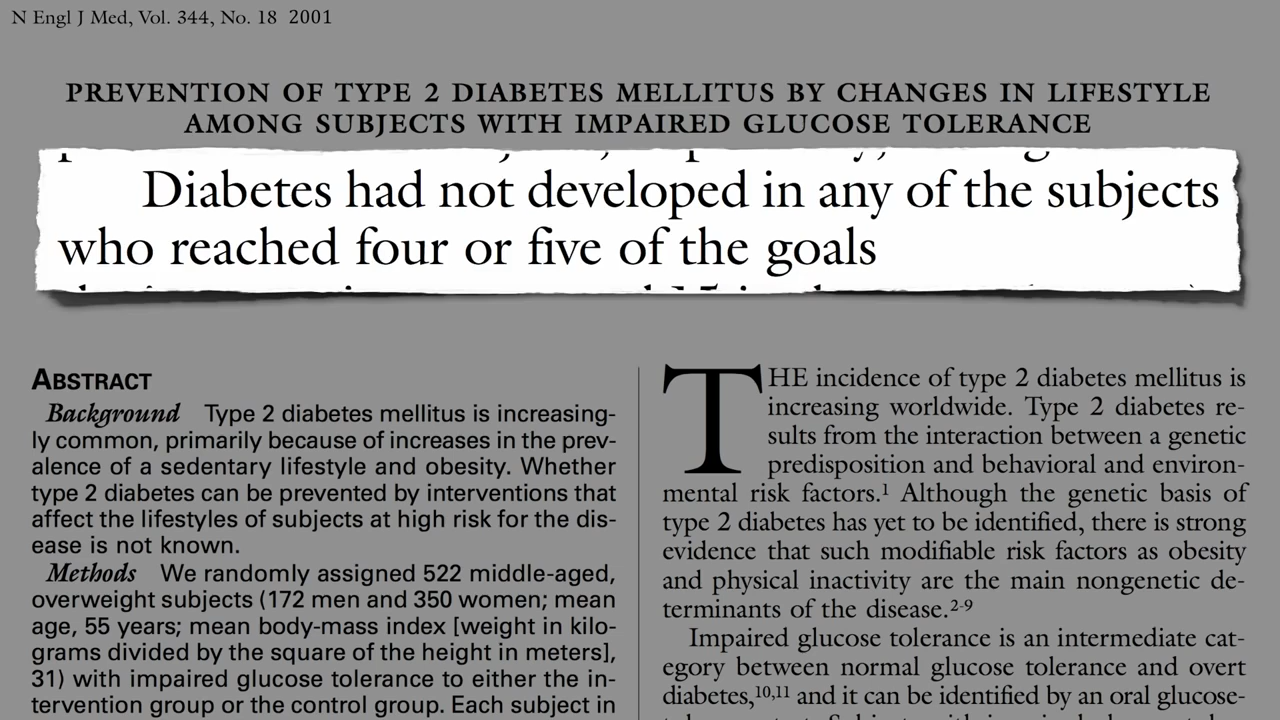 N Engl J Med, Vol. 344, No. 18 2001
PREVENTION OF TYPE 2 DIABETES MELLITUS BY CHANGES IN LIFESTYLE
AMONG SUBJECTS WITH IMPAIRED GLUCOSE TOLERANCE
Diabetes had not developed in any of the subjects
who reached four or five of the goals
ABSTRACT
Background Type 2 diabetes mellitus is increasing-
ly common, primarily because of increases in the prev-
alence of a sedentary lifestyle and obesity. Whether
type 2 diabetes can be prevented by interventions that
affect the lifestyles of subjects at high risk for the dis-
ease is not known.
Methods We randomly assigned 522 middle-aged,
overweight subjects (172 men and 350 women; mean
age, 55 years; mean body-mass index [weight in kilo-
grams divided by the square of the height in meters],
31) with impaired glucose tolerance to either the in-
tervention group or the control group. Each subject in
THE incidence of type 2 diabetes mellitus is
increasing worldwide. Type 2 diabetes re-
sults from the interaction between a genetic
predisposition and behavioral and environ-
mental risk factors.¹ Although the genetic basis of
type 2 diabetes has yet to be identified, there is strong
evidence that such modifiable risk factors as obesity
and physical inactivity are the main nongenetic de-
terminants of the disease.²⁻⁹
Impaired glucose tolerance is an intermediate cat-
egory between normal glucose tolerance and overt
diabetes,¹⁰,¹¹ and it can be identified by an oral glucose-